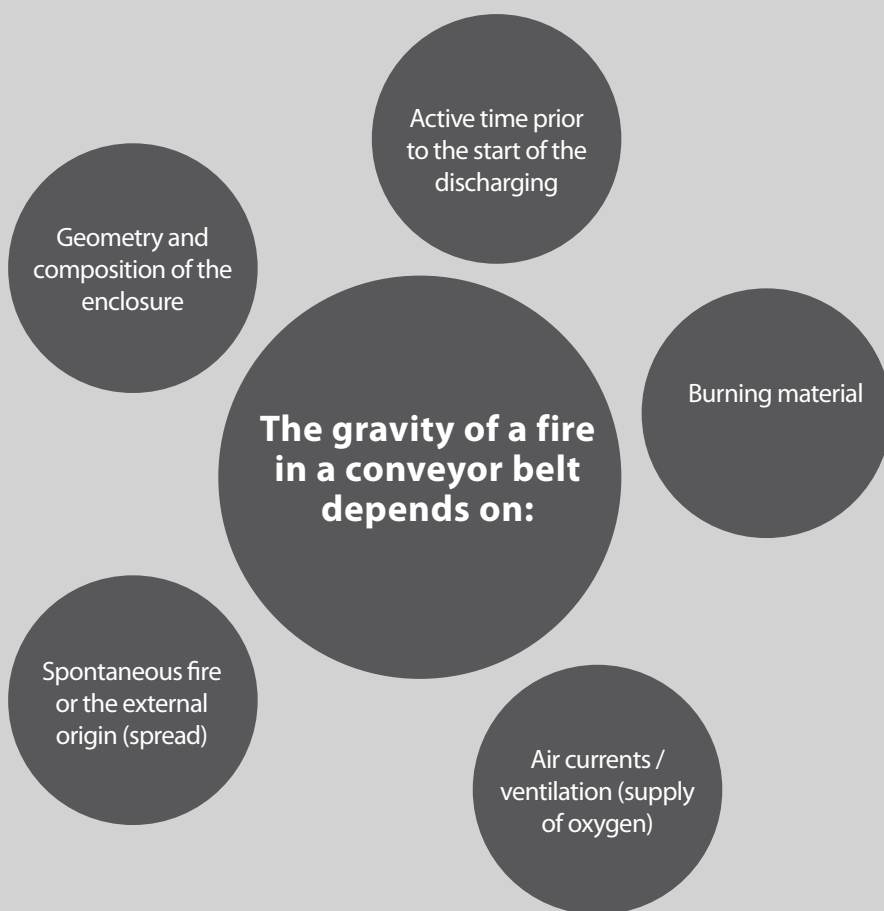 Active time prior
to the start of the
discharging
Geometry and
composition of the
enclosure
Burning material
The gravity of a fire
in a conveyor belt
depends on:
Spontaneous fire
or the external
origin (spread)
Air currents /
ventilation (supply
of oxygen)